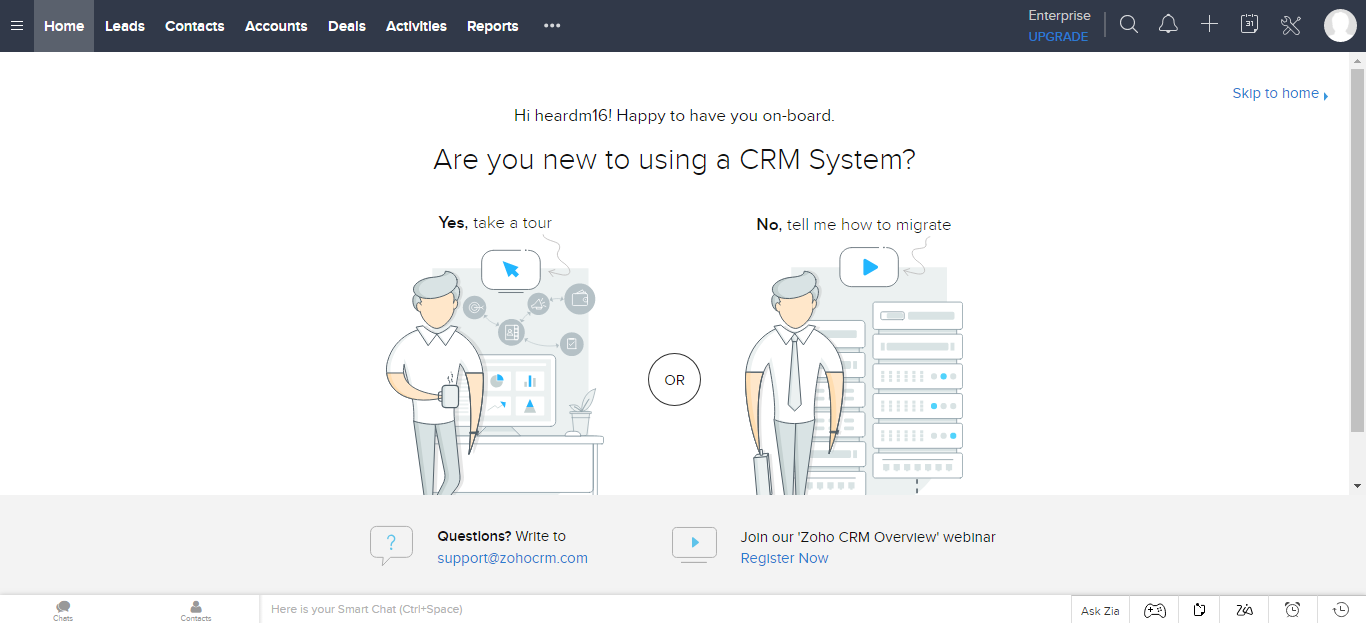 Home Leads Contacts Accounts Deals Activities Reports •••
Enterprise
UPGRADE
31
Skip to home
Hi heardm16! Happy to have you on-board.
Are you new to using a CRM System?
Yes, take a tour
No, tell me how to migrate
OR
?
Questions? Write to
support@zohocrm.com
Join our 'Zoho CRM Overview' webinar
Register Now
Chats
Contacts
Here is your Smart Chat (Ctrl+Space)
Ask Zia